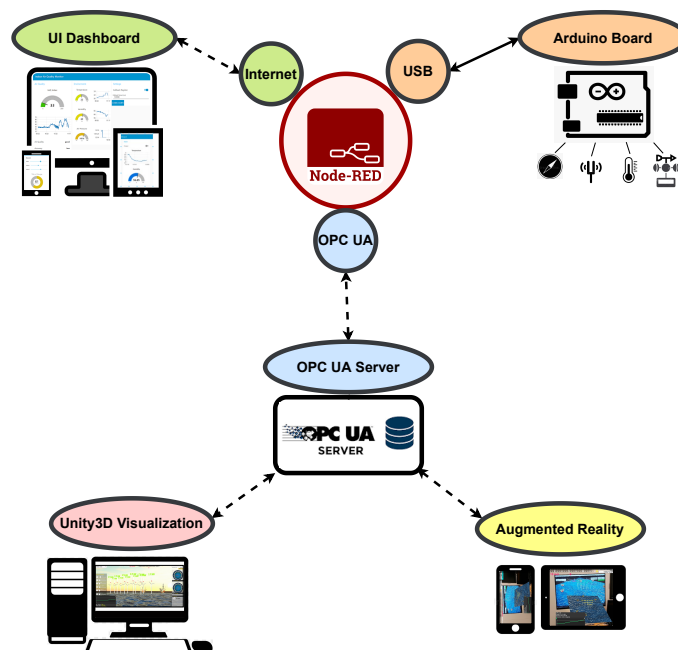 UI Dashboard
Arduino Board
Internet
USB
Node-RED
OPC UA
OPC UA Server
OPC UA
SERVER
Unity3D Visualization
Augmented Reality